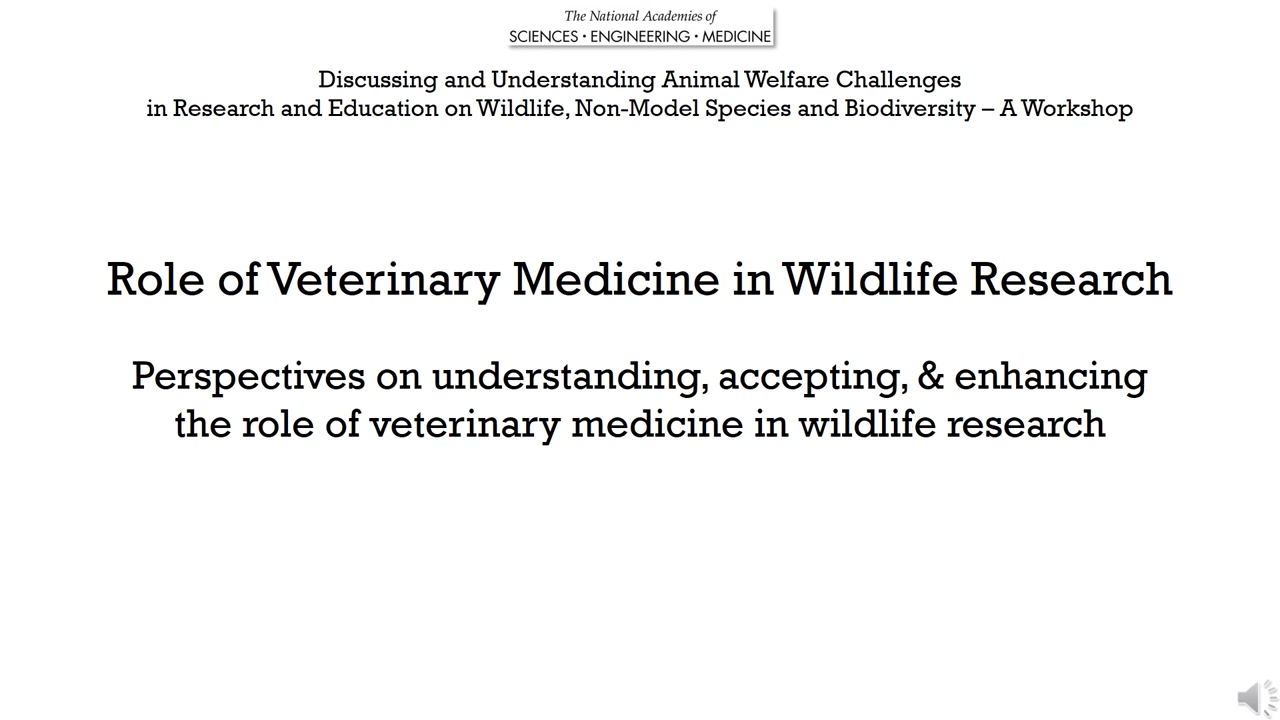 The National Academies of
SCIENCES · ENGINEERING · MEDICINE
Discussing and Understanding Animal Welfare Challenges
in Research and Education on Wildlife, Non-Model Species and Biodiversity – A Workshop
Role of Veterinary Medicine in Wildlife Research
Perspectives on understanding, accepting, & enhancing
the role of veterinary medicine in wildlife research